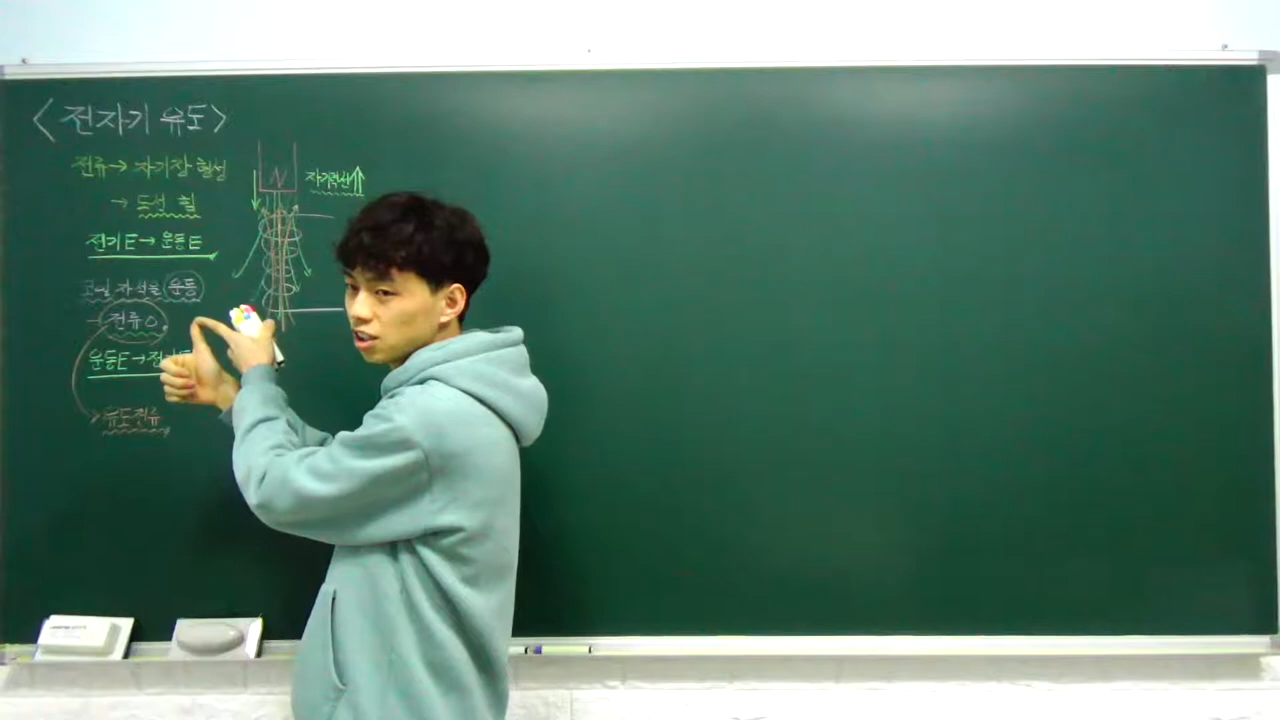 <전자기 유도>
전류→ 자기장 형성
→ 도선 힘
전기E→운동E
코일 자석을 운동
→ 전류 O.
운동E→전기
→유도전류
N
자기력선⇑